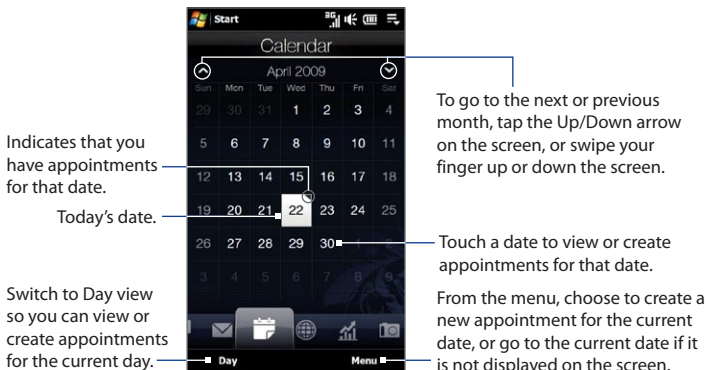 Start
3G
Calendar
April 2009
Sun Mon Tue Wed Thu Fri Sat
29 30 31 1 2 3 4
5 6 7 8 9 10 11
12 13 14 15 16 17 18
19 20 21 22 23 24 25
26 27 28 29 30 1 2
3 4 5 6 7 8 9
Day Menu
Indicates that you
have appointments
for that date.
Today’s date.
Switch to Day view
so you can view or
create appointments
for the current day.
To go to the next or previous
month, tap the Up/Down arrow
on the screen, or swipe your
finger up or down the screen.
Touch a date to view or create
appointments for that date.
From the menu, choose to create a
new appointment for the current
date, or go to the current date if it
is not displayed on the screen.